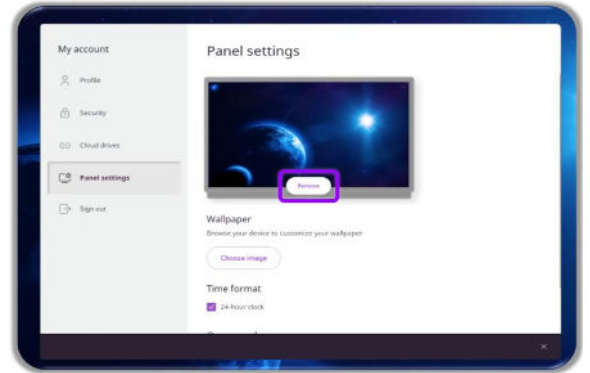 My account
Profile
Security
Cloud drives
Panel settings
Sign out
Panel settings
Remove
Wallpaper
Browse your device to customize your wallpaper
Choose image
Time format
24-hour clock